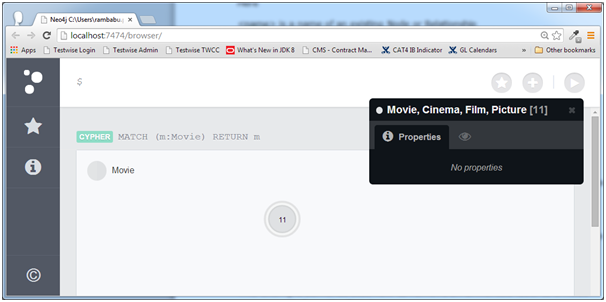 Neo4j C:\Users\rambabu.p
localhost:7474/browser/
Apps Testwise Test Testwise Admin Testwise TWCC What's New in JDK 8 CMS - Contract Ma... CAT4 IB Indicator GL Calendars » Other bookmarks
$
Movie, Cinema, Film, Picture [11] ×
Properties
No properties
CYPHER MATCH (m:Movie) RETURN m
Movie
11
©